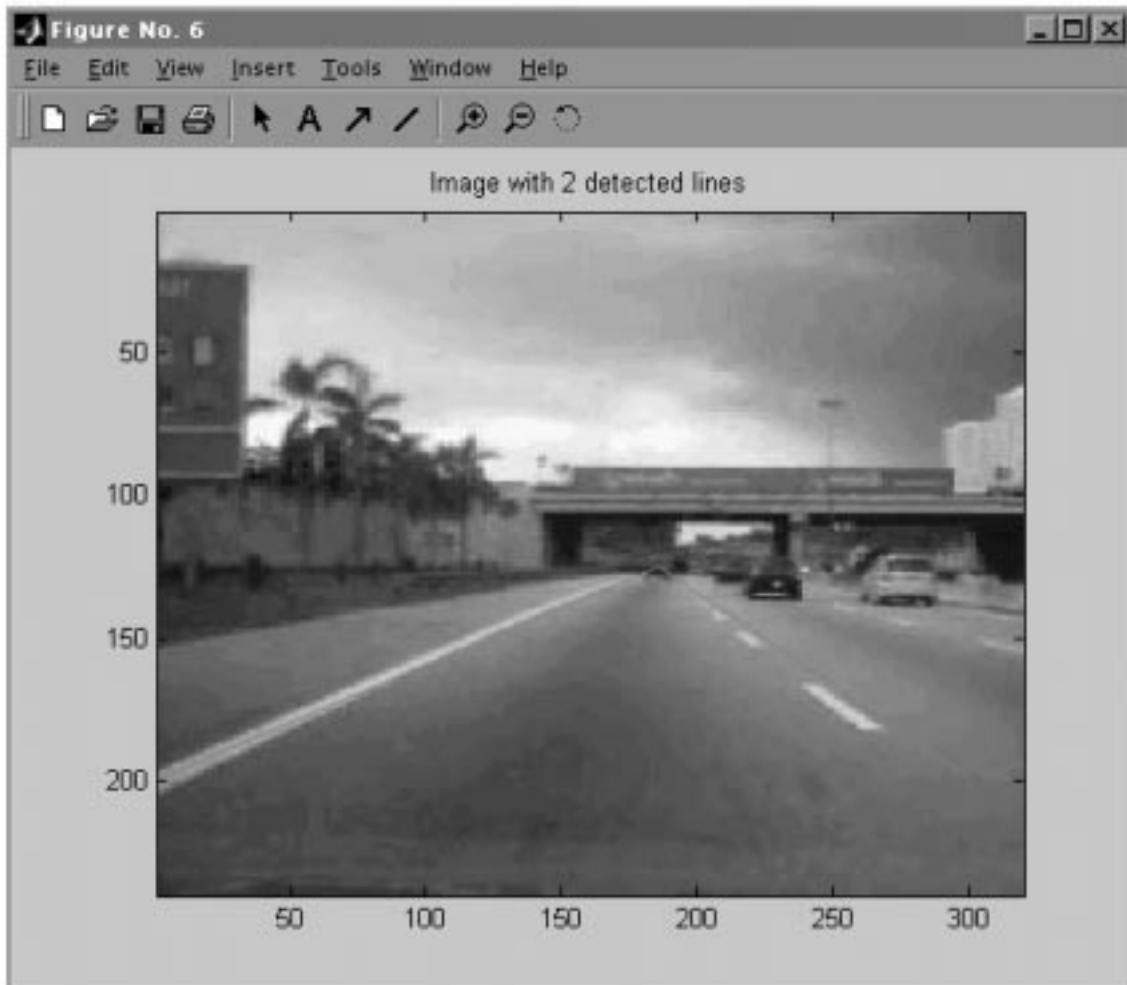 Figure No. 6
File Edit View Insert Tools Window Help
A
Image with 2 detected lines
50
100
150
200
50 100 150 200 250 300